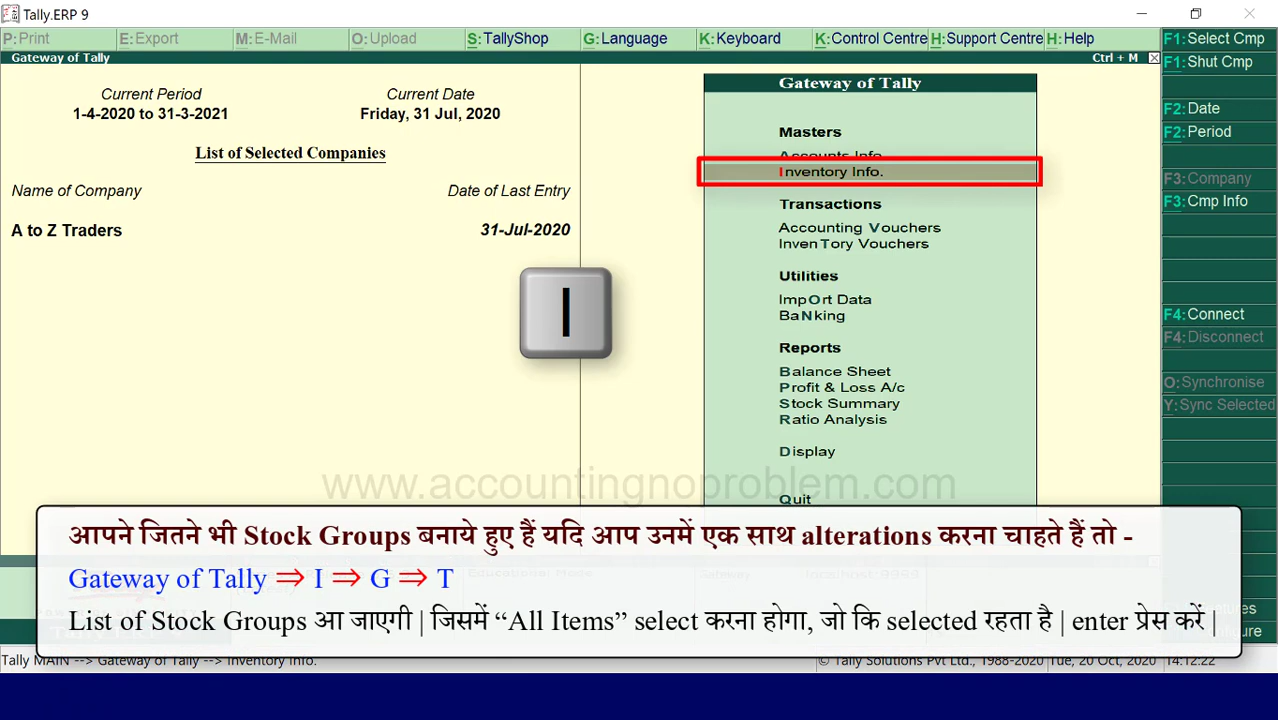 Tally.ERP 9
P: Print E: Export M: E-Mail O: Upload S: TallyShop G: Language K: Keyboard K: Control Centre H: Support Centre H: Help
F1: Select Cmp
Gateway of Tally Ctrl + M
F1: Shut Cmp
F2: Date
F2: Period
F3: Company
F3: Cmp Info
F4: Connect
F4: Disconnect
O: Synchronise
Y: Sync Selected
Current Period Current Date
1-4-2020 to 31-3-2021 Friday, 31 Jul, 2020
List of Selected Companies
Name of Company Date of Last Entry
A to Z Traders 31-Jul-2020
I
Gateway of Tally
Masters
Accounts Info.
Inventory Info.
Transactions
Accounting Vouchers
InvenTory Vouchers
Utilities
ImpOrt Data
BaNking
Reports
Balance Sheet
Profit & Loss A/c
Stock Summary
Ratio Analysis
Display
Quit
www.accountingnoproblem.com
आपने जितने भी Stock Groups बनाये हुए हैं यदि आप उनमें एक साथ alterations करना चाहते हैं तो -
Gateway of Tally ⇒ I ⇒ G ⇒ T
List of Stock Groups आ जाएगी | जिसमें “All Items” select करना होगा, जो कि selected रहता है | enter प्रेस करें |
Tally MAIN --> Gateway of Tally --> Inventory Info. © Tally Solutions Pvt Ltd., 1988-2020 Tue, 20 Oct, 2020 14:12:22